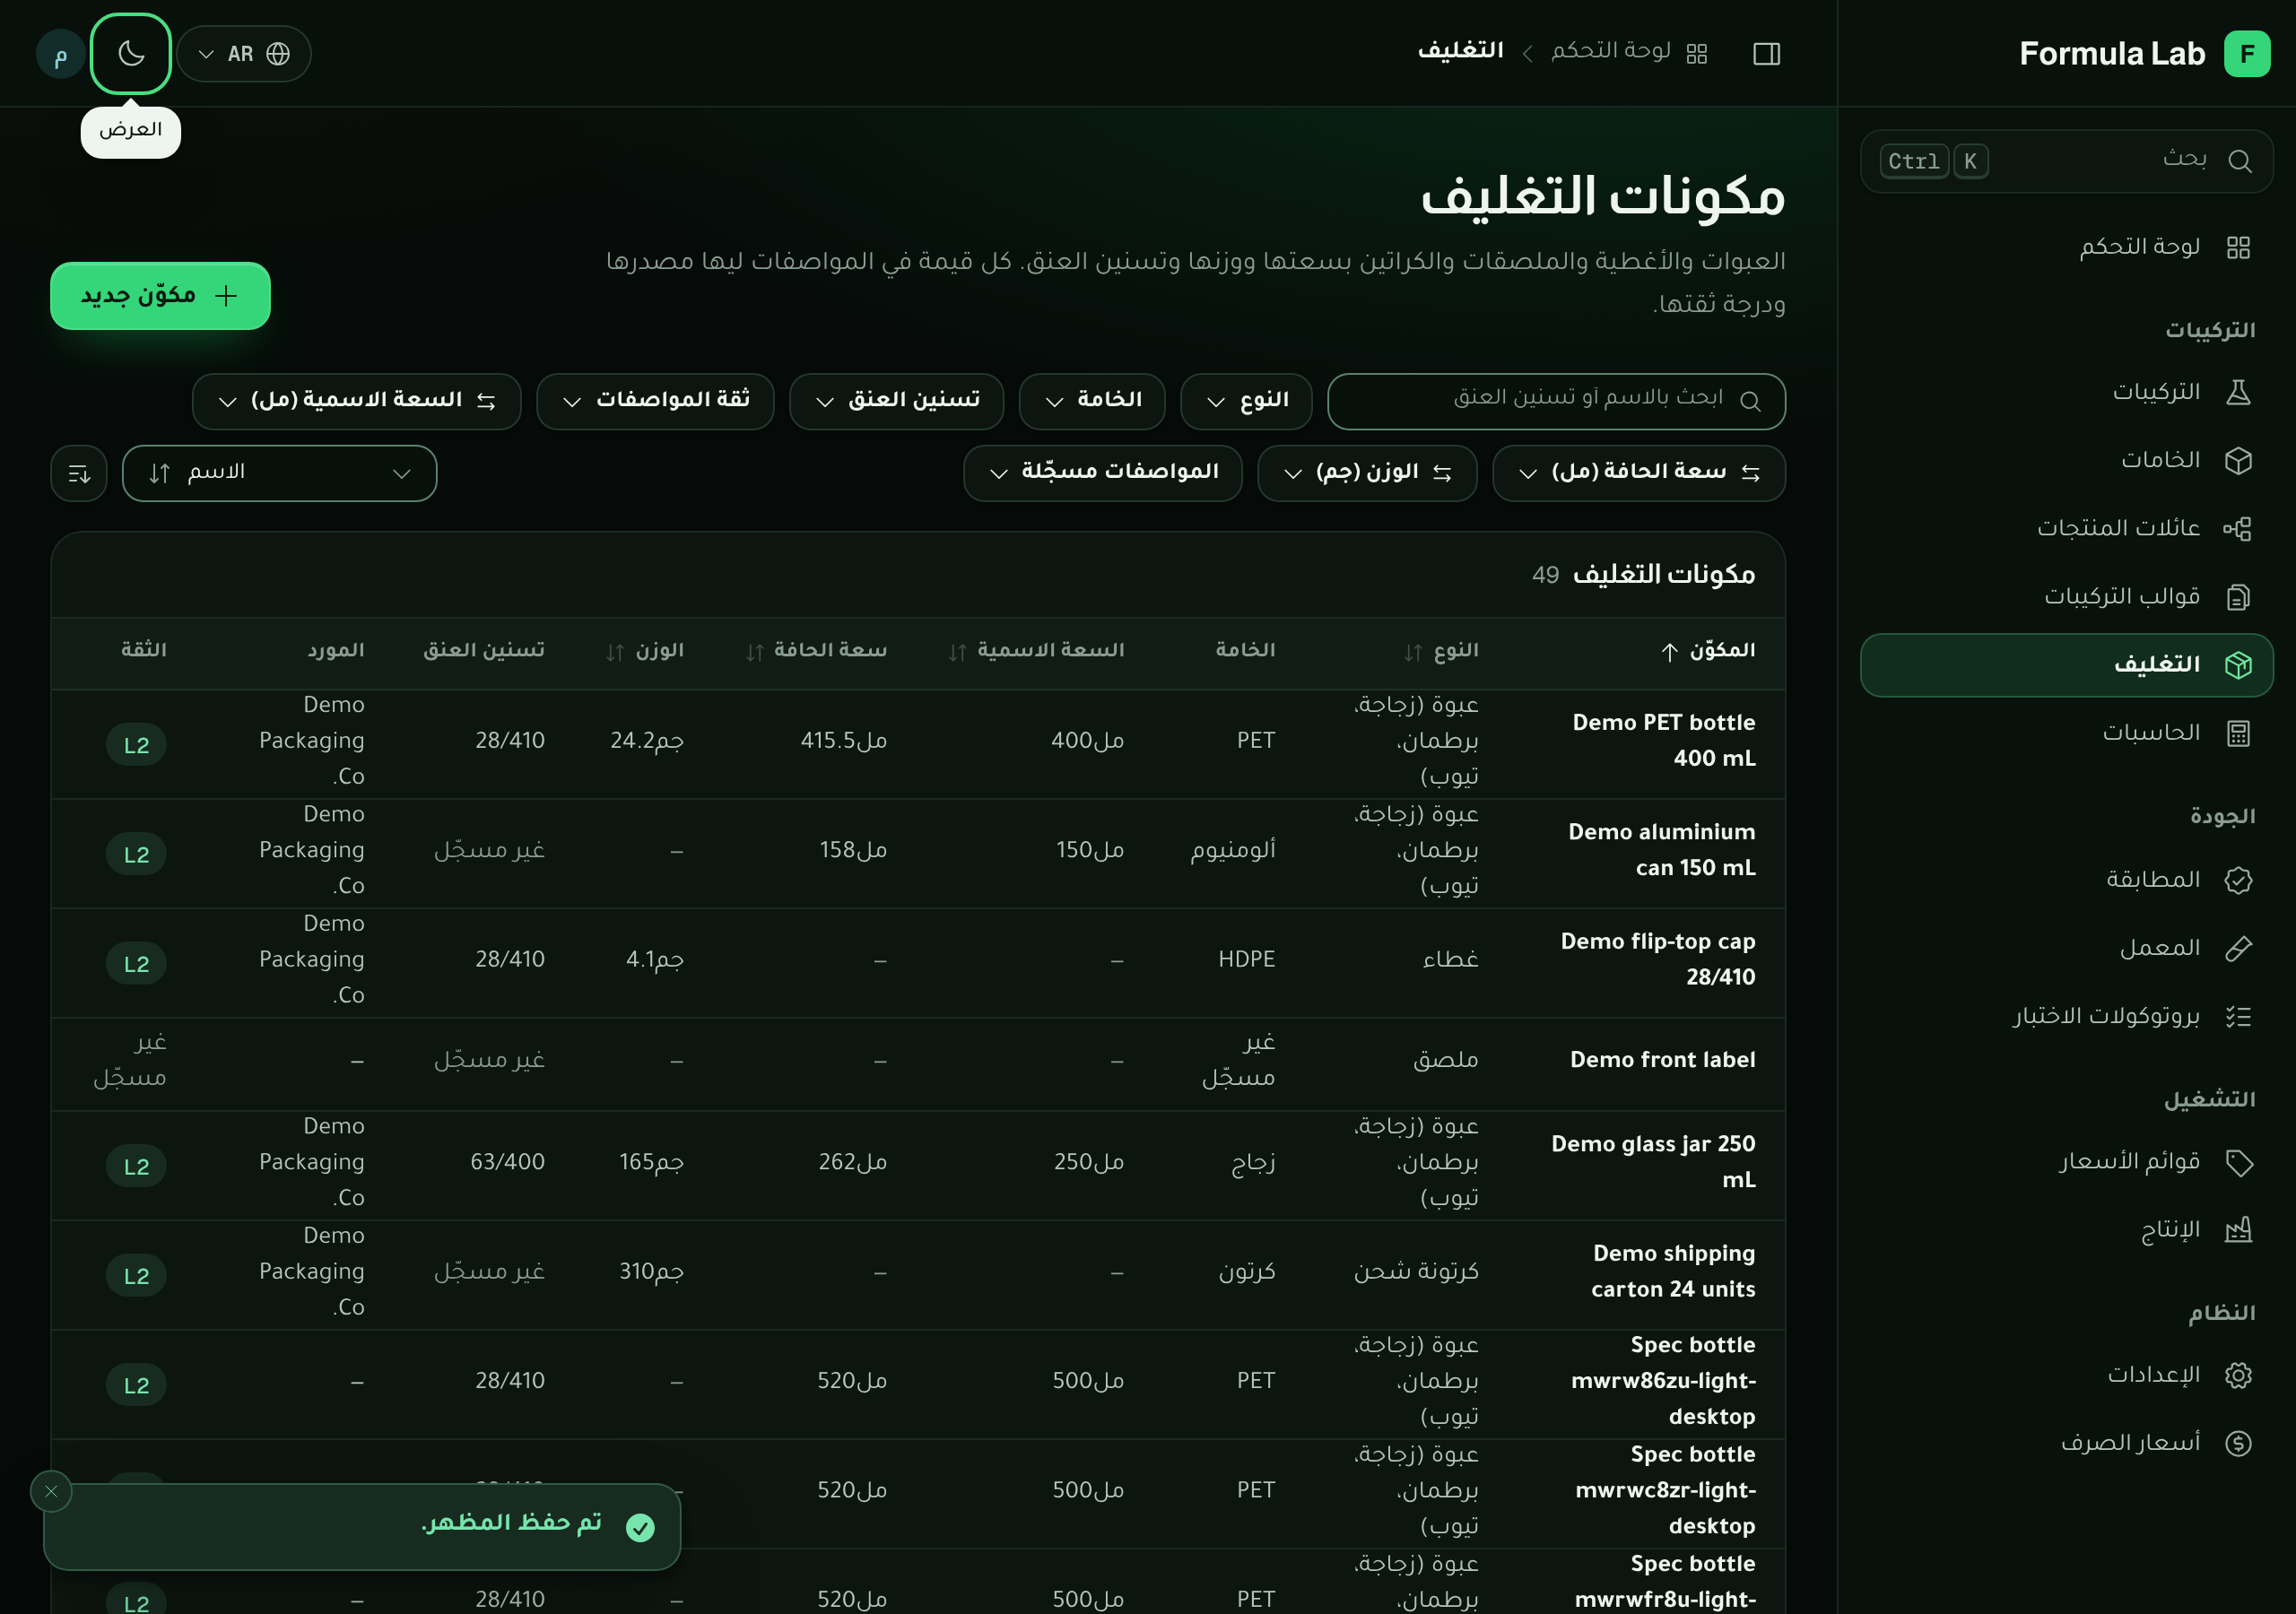 F Formula Lab
بحث Ctrl K
لوحة التحكم
التركيبات
التركيبات
الخامات
عائلات المنتجات
قوالب التركيبات
التغليف
الحاسبات
الجودة
المطابقة
المعمل
بروتوكولات الاختبار
التشغيل
قوائم الأسعار
الإنتاج
النظام
الإعدادات
أسعار الصرف
لوحة التحكم التغليف
AR
م
العرض
مكونات التغليف
العبوات والأغطية والملصقات والكراتين بسعتها ووزنها وتسنين العنق. كل قيمة في المواصفات ليها مصدرها
ودرجة ثقتها.
مكوّن جديد
ابحث بالاسم أو تسنين العنق النوع الخامة تسنين العنق ثقة المواصفات السعة الاسمية (مل)
سعة الحافة (مل) الوزن (جم) المواصفات مسجّلة الاسم
مكونات التغليف 49
المكوّن النوع الخامة السعة الاسمية سعة الحافة الوزن تسنين العنق المورد الثقة
Demo PET bottle
400 mL
عبوة (زجاجة،
برطمان،
تيوب)
PET
400مل
415.5مل
24.2جم
28/410
Demo
Packaging
Co.
L2
Demo aluminium
can 150 mL
عبوة (زجاجة،
برطمان،
تيوب)
ألومنيوم
150مل
158مل
–
غير مسجّل
Demo
Packaging
Co.
L2
Demo flip-top cap
28/410
غطاء
HDPE
–
–
4.1جم
28/410
Demo
Packaging
Co.
L2
Demo front label
ملصق
غير
مسجّل
–
–
–
غير مسجّل
–
غير
مسجّل
Demo glass jar 250
mL
عبوة (زجاجة،
برطمان،
تيوب)
زجاج
250مل
262مل
165جم
63/400
Demo
Packaging
Co.
L2
Demo shipping
carton 24 units
كرتونة شحن
كرتون
–
–
310جم
غير مسجّل
Demo
Packaging
Co.
L2
Spec bottle
mwrw86zu-light-
desktop
عبوة (زجاجة،
برطمان،
تيوب)
PET
500مل
520مل
–
28/410
–
L2
Spec bottle
mwrwc8zr-light-
desktop
عبوة (زجاجة،
برطمان،
تيوب)
PET
500مل
520مل
–
Spec bottle
mwrwfr8u-light-
عبوة (زجاجة،
برطمان،
PET
500مل
520مل
–
28/410
–
L2
تم حفظ المظهر.